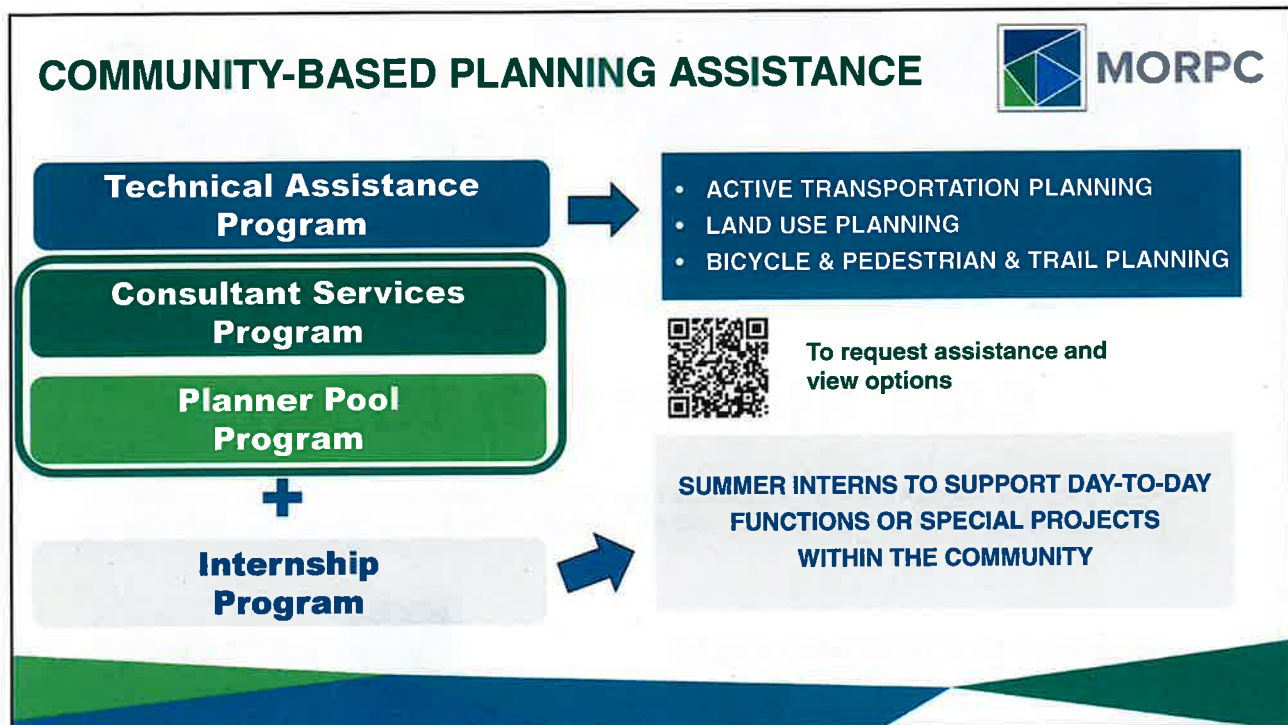 COMMUNITY-BASED PLANNING ASSISTANCE
MORPC
Technical Assistance
Program
• ACTIVE TRANSPORTATION PLANNING
• LAND USE PLANNING
• BICYCLE & PEDESTRIAN & TRAIL PLANNING
Consultant Services
Program
Planner Pool
Program
To request assistance and
view options
+
Internship
Program
SUMMER INTERNS TO SUPPORT DAY-TO-DAY
FUNCTIONS OR SPECIAL PROJECTS
WITHIN THE COMMUNITY